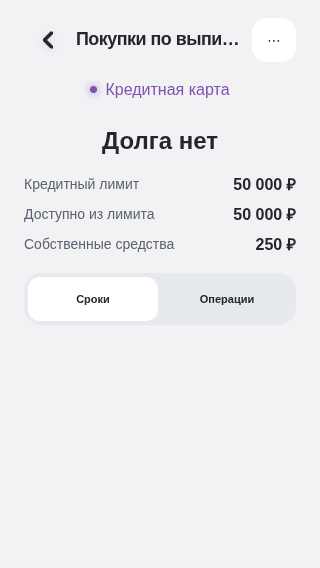 Покупки по выпи…
...
Кредитная карта
Долга нет
Кредитный лимит 50 000 ₽
Доступно из лимита 50 000 ₽
Собственные средства 250 ₽
Сроки Операции